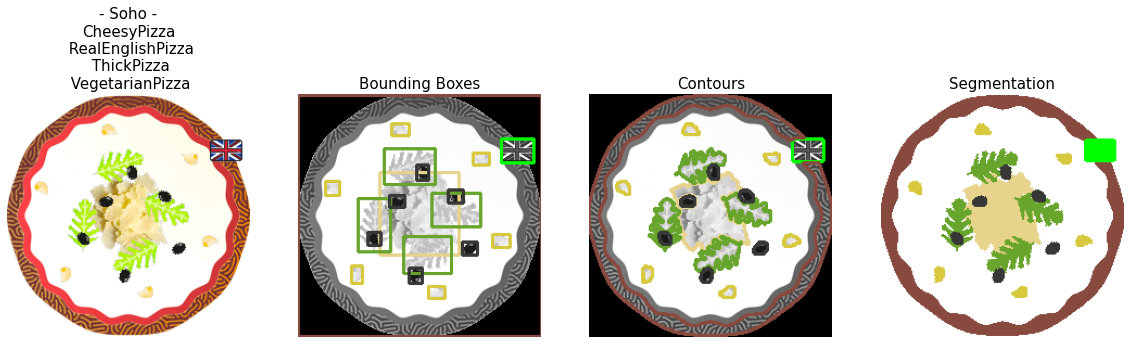 - Soho -
CheesyPizza
RealEnglishPizza
ThickPizza
VegetarianPizza
Bounding Boxes
Contours
Segmentation